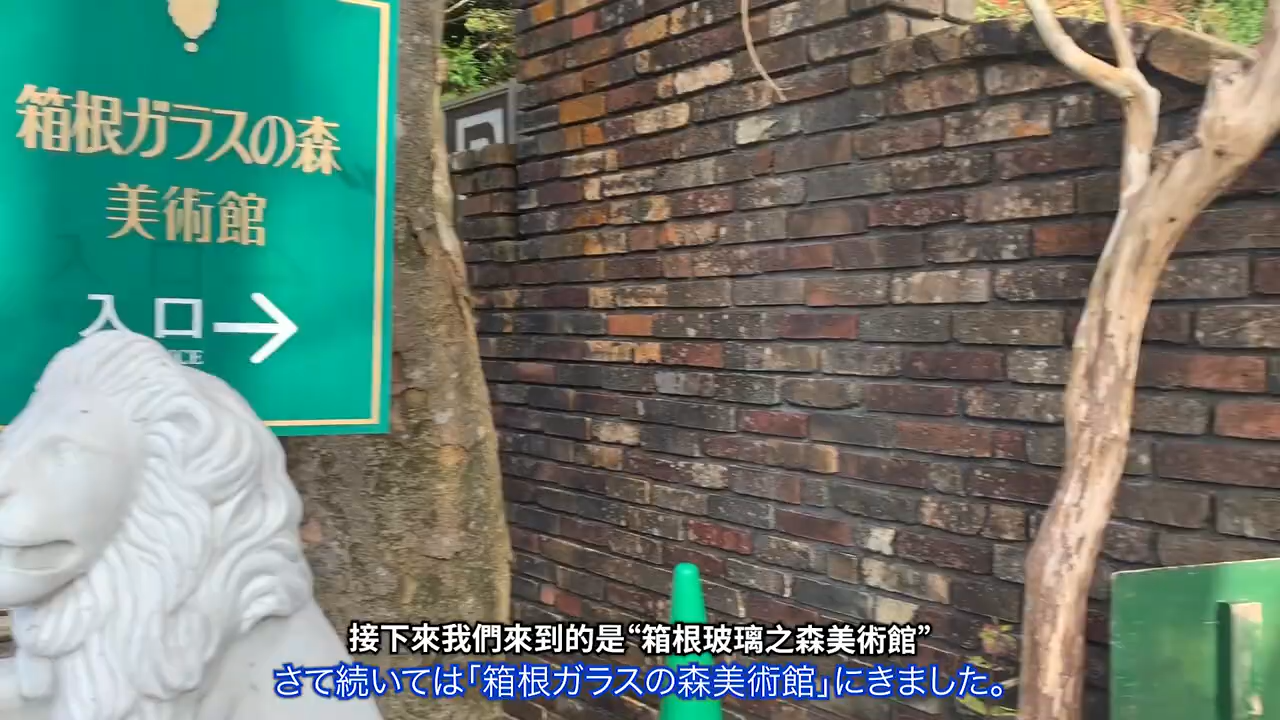 箱根ガラスの森
美術館
入口→
接下來我們來到的是“箱根玻璃之森美術館”
さて続いては「箱根ガラスの森美術館」にきました。